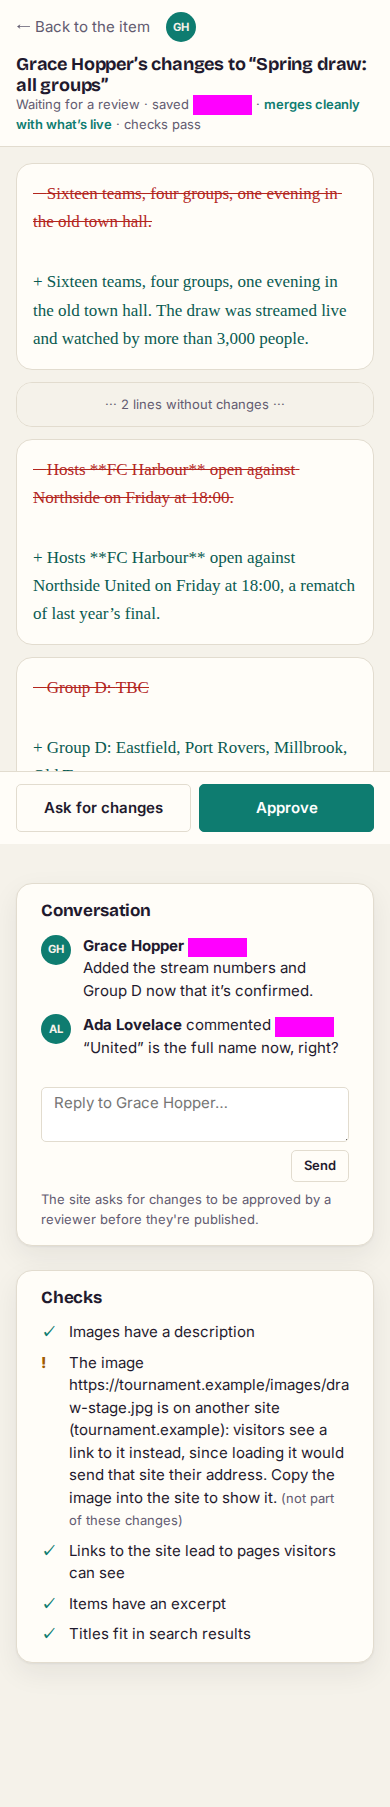 ← Back to the item GH
Grace Hopper’s changes to “Spring draw:
all groups”
Waiting for a review · saved · merges cleanly
with what’s live · checks pass
— Sixteen teams, four groups, one evening in
the old town hall.
+ Sixteen teams, four groups, one evening in
the old town hall. The draw was streamed live
and watched by more than 3,000 people.
··· 2 lines without changes ···
— Hosts **FC Harbour** open against
Northside on Friday at 18:00.
+ Hosts **FC Harbour** open against
Northside United on Friday at 18:00, a rematch
of last year’s final.
— Group D: TBC
+ Group D: Eastfield, Port Rovers, Millbrook,
Ask for changes Approve
Conversation
GH Grace Hopper
Added the stream numbers and
Group D now that it’s confirmed.
AL Ada Lovelace commented
“United” is the full name now, right?
Reply to Grace Hopper...
Send
The site asks for changes to be approved by a
reviewer before they're published.
Checks
✓ Images have a description
! The image
https://tournament.example/images/dra
w-stage.jpg is on another site
(tournament.example): visitors see a
link to it instead, since loading it would
send that site their address. Copy the
image into the site to show it. (not part
of these changes)
✓ Links to the site lead to pages visitors
can see
✓ Items have an excerpt
✓ Titles fit in search results